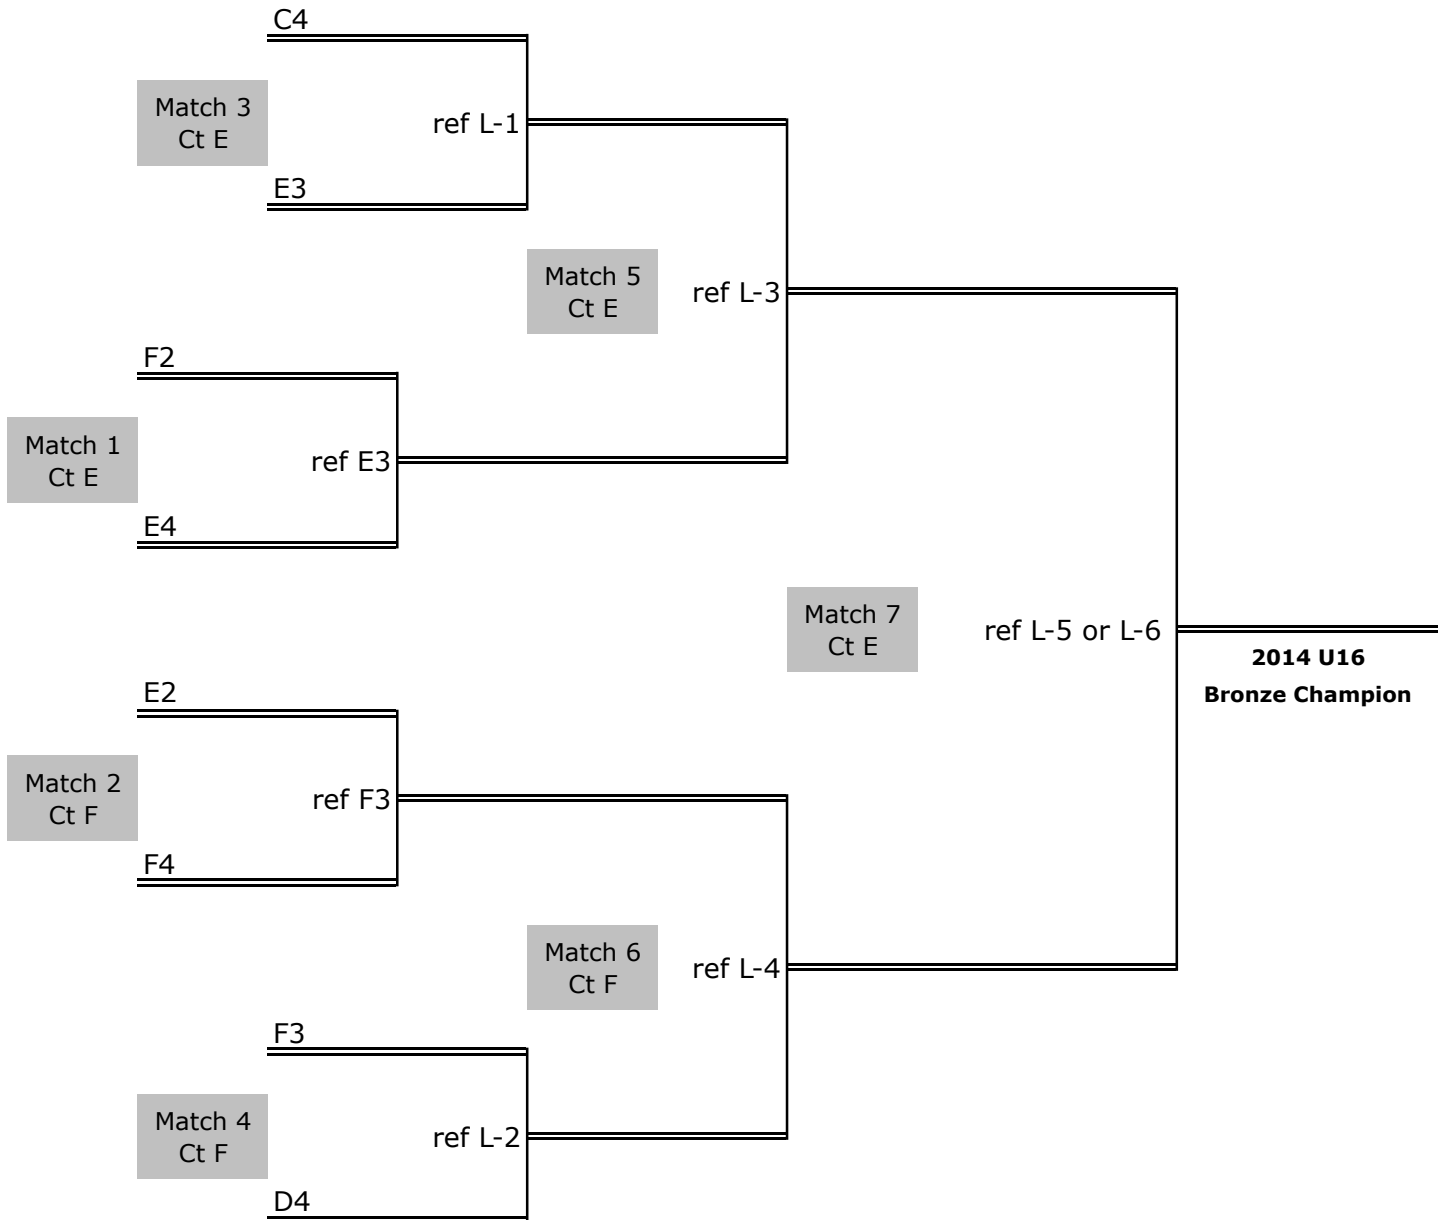 C4
Match 3
Ct E
ref L-1
E3
Match 5
Ct E
ref L-3
F2
Match 1
Ct E
ref E3
E4
Match 7
Ct E
ref L-5 or L-6
2014 U16
Bronze Champion
E2
Match 2
Ct F
ref F3
F4
Match 6
Ct F
ref L-4
F3
Match 4
Ct F
ref L-2
D4